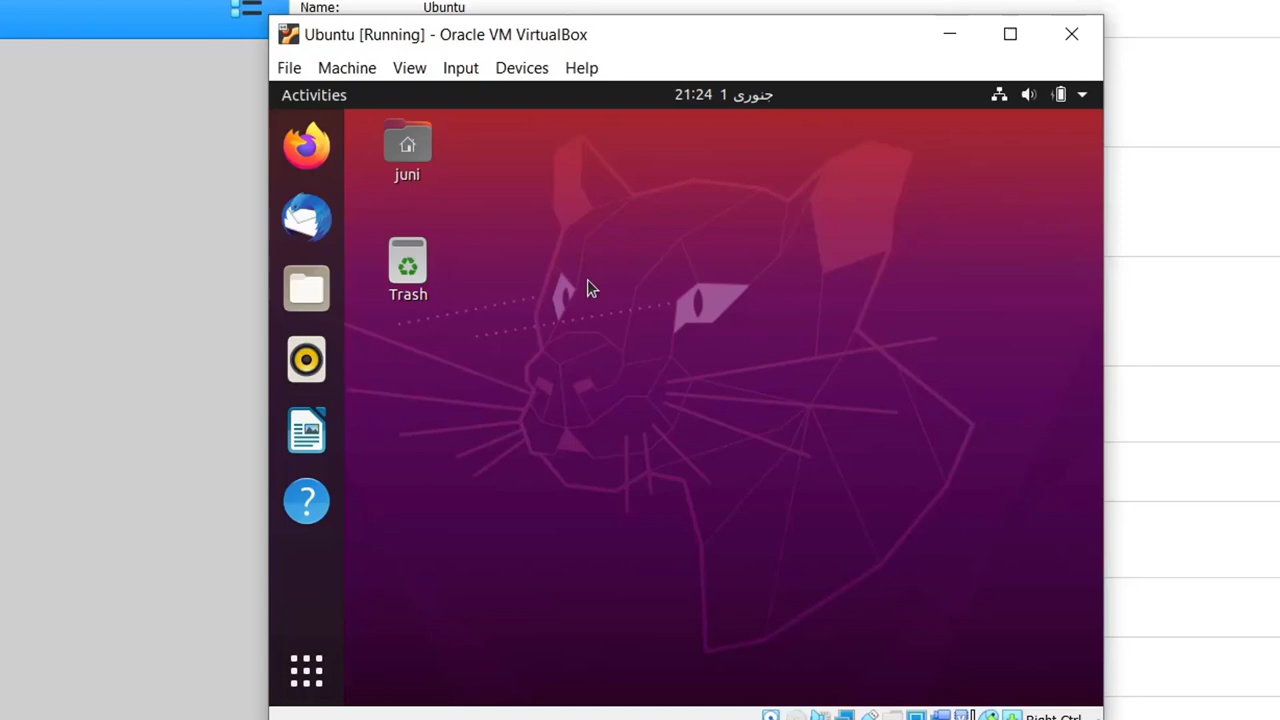 Name: Ubuntu
Ubuntu [Running] - Oracle VM VirtualBox
File Machine View Input Devices Help
Activities
21:24 1 جنوری
juni
Trash
Right Ctrl